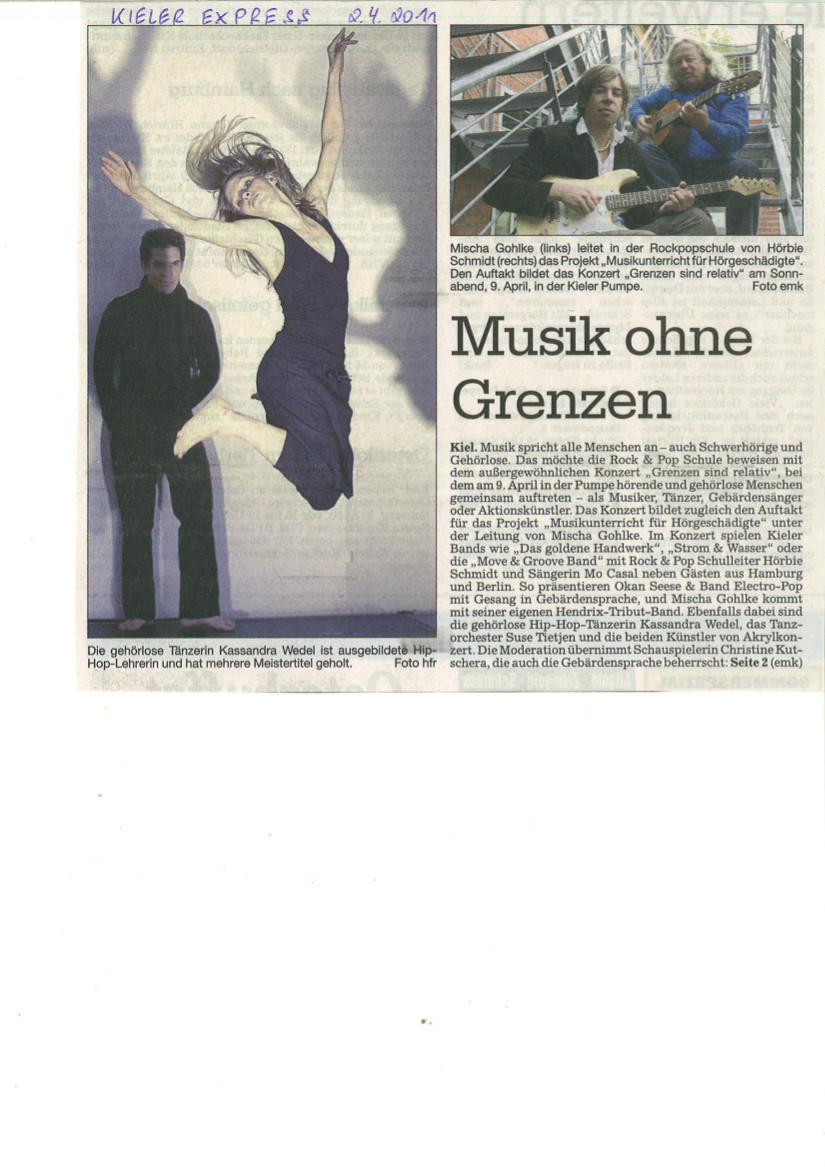 KIELER EXPRESS 2.4.2011
Mischa Gohlke (links) leitet in der Rockpopschule von Hörbie
Schmidt (rechts) das Projekt „Musikunterricht für Hörgeschädigte“.
Den Auftakt bildet das Konzert „Grenzen sind relativ“ am Sonn-
abend, 9. April, in der Kieler Pumpe. Foto emk
Musik ohne
Grenzen
Kiel. Musik spricht alle Menschen an – auch Schwerhörige und
Gehörlose. Das möchte die Rock & Pop Schule beweisen mit
dem außergewöhnlichen Konzert „Grenzen sind relativ“, bei
dem am 9. April in der Pumpe hörende und gehörlose Menschen
gemeinsam auftreten – als Musiker, Tänzer, Gebärdensänger
oder Aktionskünstler. Das Konzert bildet zugleich den Auftakt
für das Projekt „Musikunterricht für Hörgeschädigte“ unter
der Leitung von Mischa Gohlke. Im Konzert spielen Kieler
Bands wie „Das goldene Handwerk“, „Strom & Wasser“ oder
die „Move & Groove Band“ mit Rock & Pop Schulleiter Hörbie
Schmidt und Sängerin Mo Casal neben Gästen aus Hamburg
und Berlin. So präsentieren Okan Seese & Band Electro-Pop
mit Gesang in Gebärdensprache, und Mischa Gohlke kommt
mit seiner eigenen Hendrix-Tribut-Band. Ebenfalls dabei sind
die gehörlose Hip-Hop-Tänzerin Kassandra Wedel, das Tanz-
orchester Suse Tietjen und die beiden Künstler von Akrylkon-
zert. Die Moderation übernimmt Schauspielerin Christine Kut-
schera, die auch die Gebärdensprache beherrscht: Seite 2 (emk)
Die gehörlose Tänzerin Kassandra Wedel ist ausgebildete Hip-
Hop-Lehrerin und hat mehrere Meistertitel geholt. Foto hfr